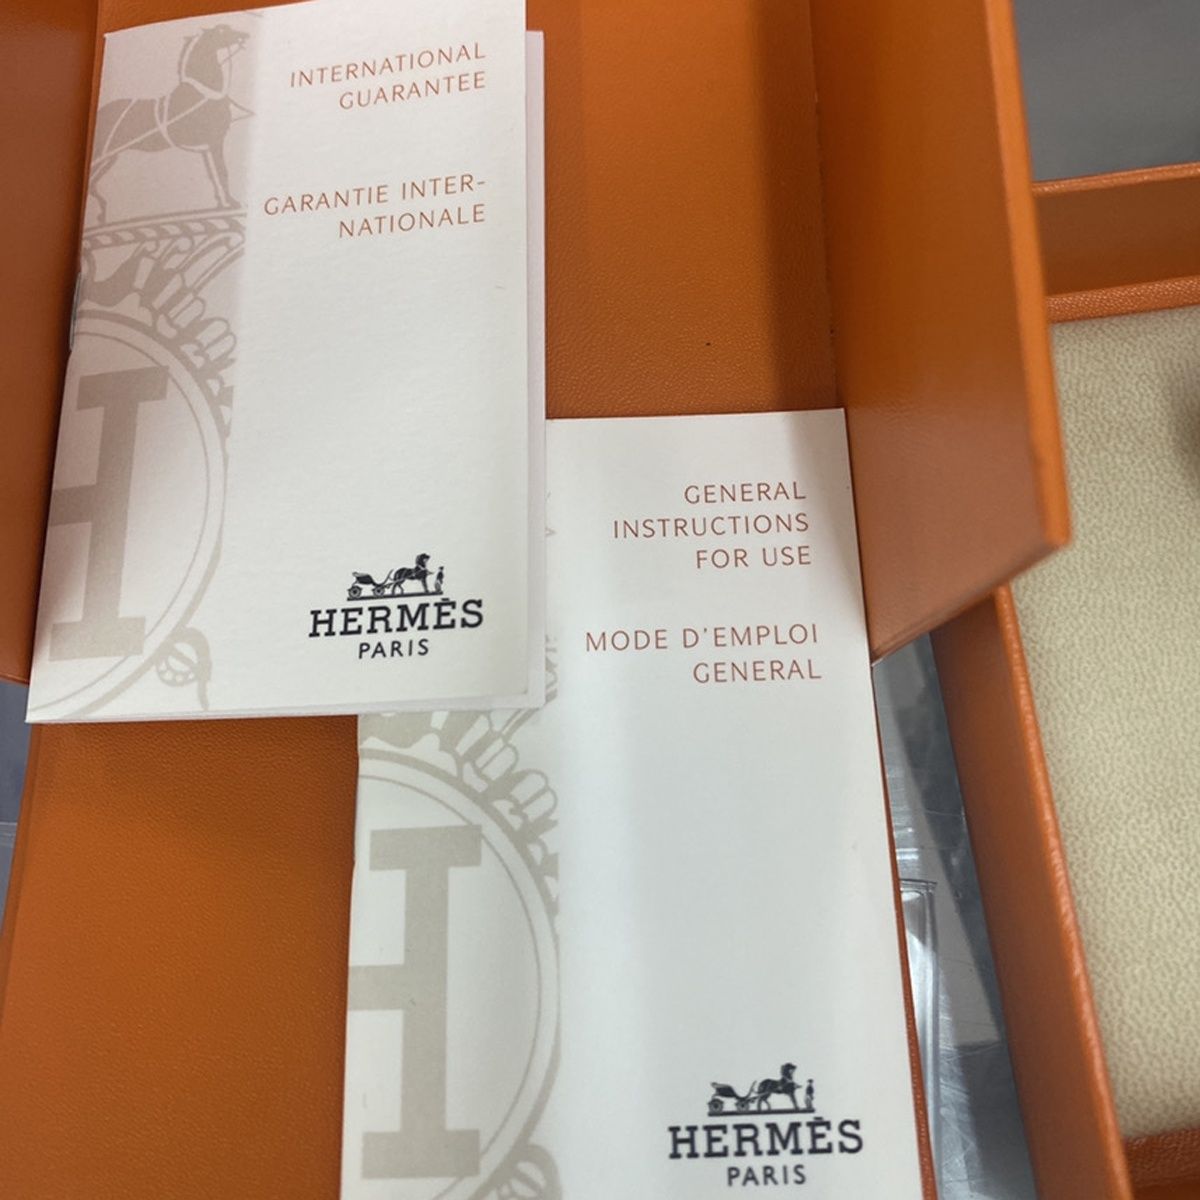 INTERNATIONAL
GUARANTEE
GARANTIE INTER-
NATIONALE
H
HERMÈS
PARIS
GENERAL
INSTRUCTIONS
FOR USE
MODE D'EMPLOI
GENERAL
H
HERMÈS
PARIS